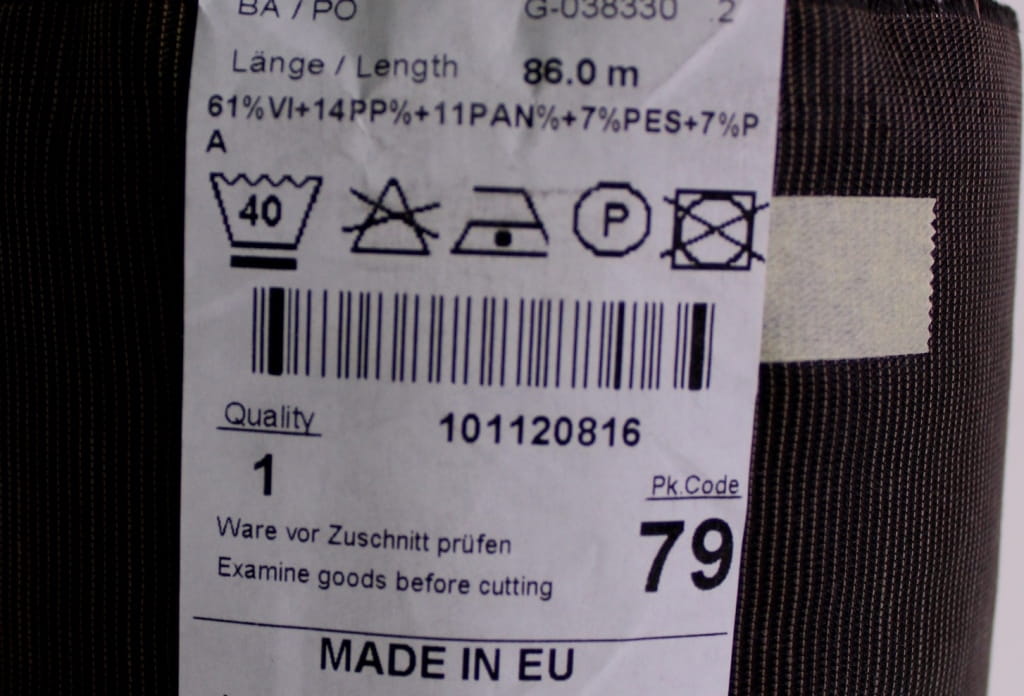 BA / PO G-038330 .2
Länge / Length 86.0 m
61%VI+14PP%+11PAN%+7%PES+7%P
A
40 P
Quality 101120816
1
Pk.Code
79
Ware vor Zuschnitt prüfen
Examine goods before cutting
MADE IN EU